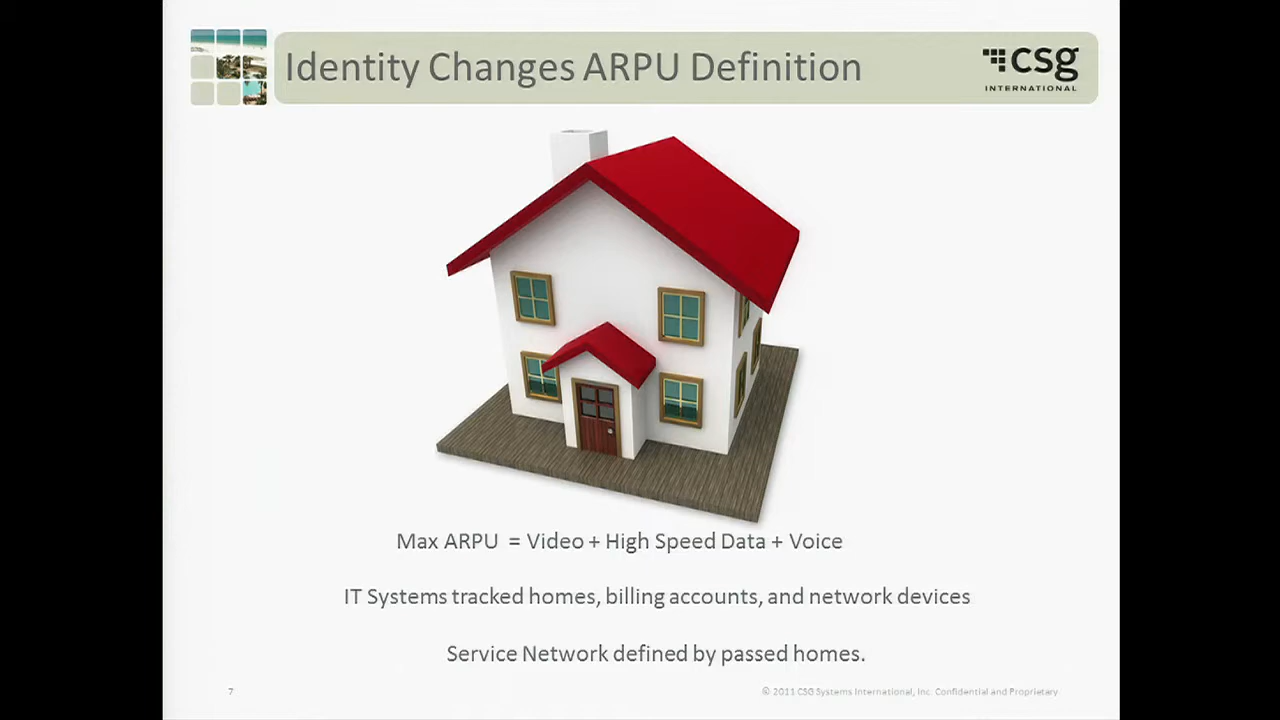 Identity Changes ARPU Definition
csg
INTERNATIONAL
Max ARPU = Video + High Speed Data + Voice
IT Systems tracked homes, billing accounts, and network devices
Service Network defined by passed homes.
7
© 2011 CSG Systems International, Inc. Confidential and Proprietary